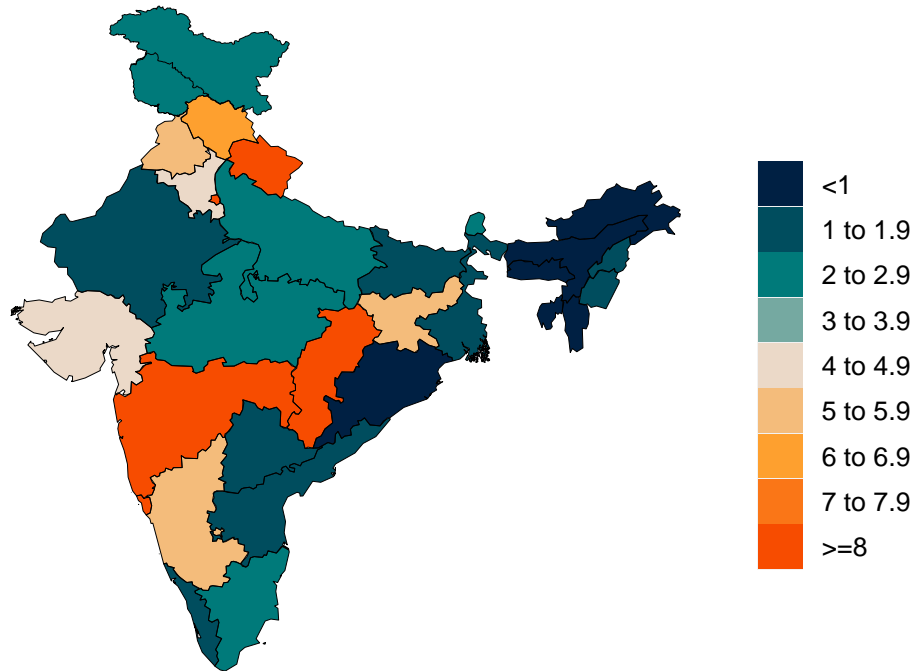 <1
1 to 1.9
2 to 2.9
3 to 3.9
4 to 4.9
5 to 5.9
6 to 6.9
7 to 7.9
>=8